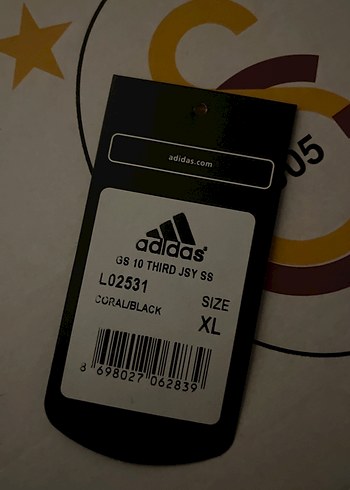 adidas.com
05
adidas
GS 10 THIRD JSY SS
L02531
CORAL/BLACK
SIZE
XL
8 698027 062839